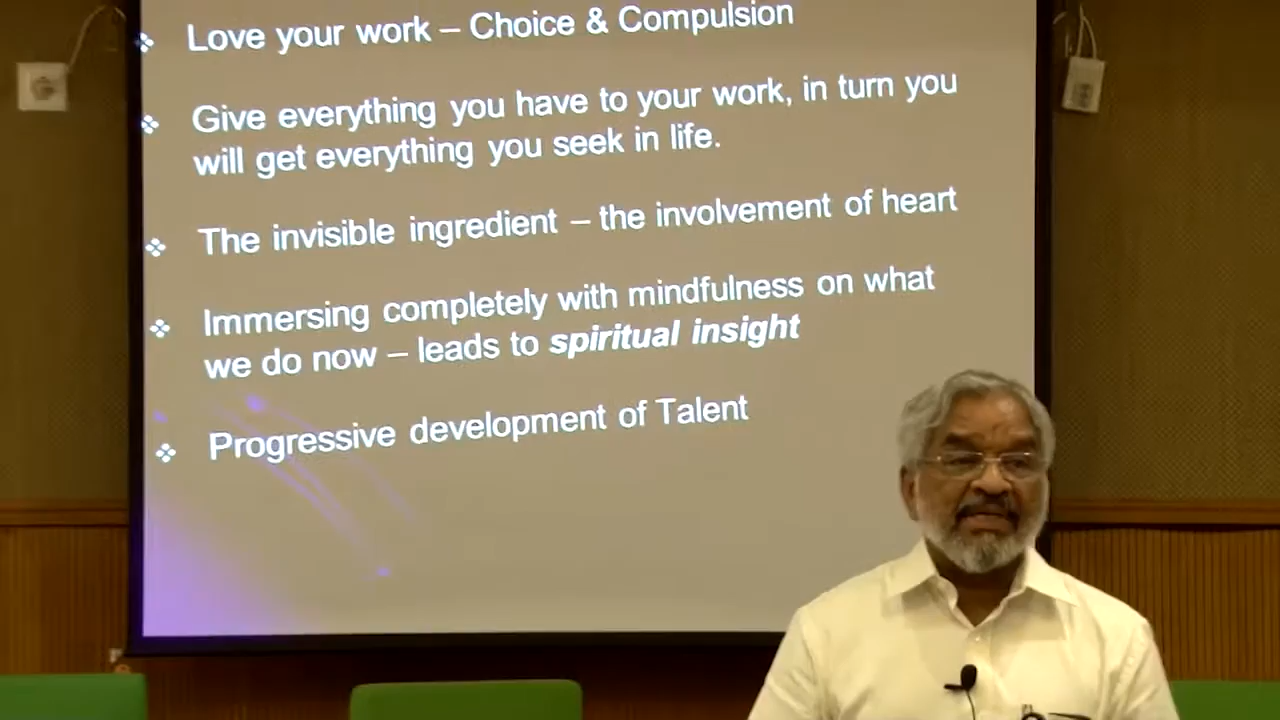 Love your work – Choice & Compulsion
Give everything you have to your work, in turn you
will get everything you seek in life.
The invisible ingredient – the involvement of heart
Immersing completely with mindfulness on what
we do now – leads to spiritual insight
Progressive development of Talent